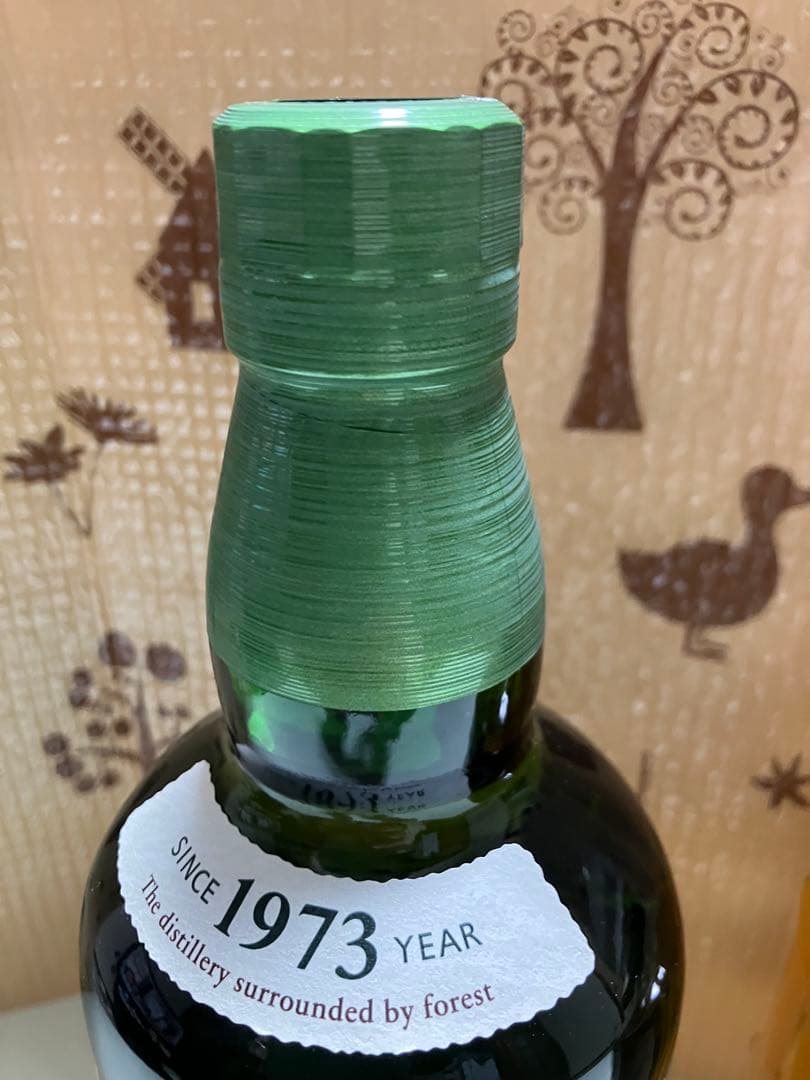 SINCE 1973 YEAR
The distillery surrounded by forest